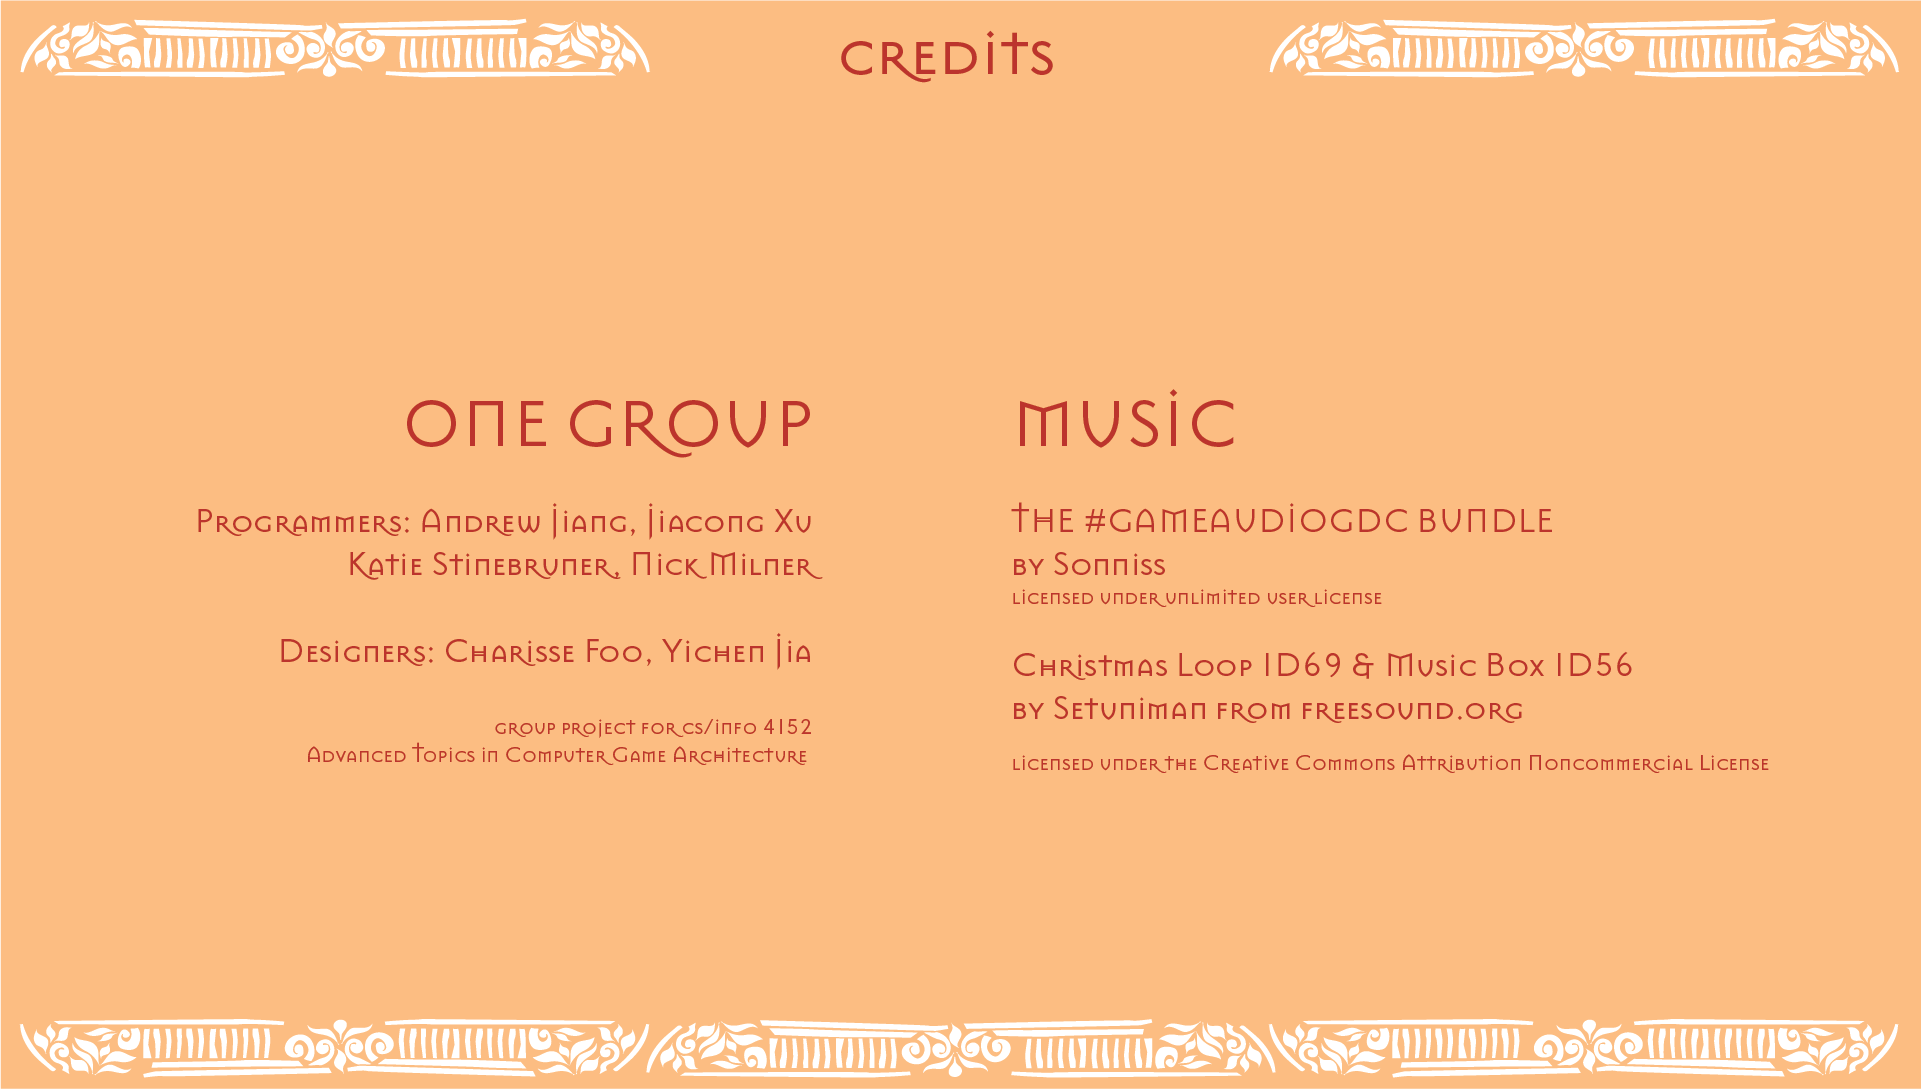 CREDITS
ONE GROUP
Programmers: Andrew Jiang, Jiacong Xu
Katie Stinebruner, Nick Milner
Designers: Charisse Foo, Yichen Jia
group project for cs/info 4152
Advanced Topics in Computer Game Architecture
MUSIC
THE #GAMEAUDIOGDC BUNDLE
by Sonniss
licensed under unlimited user license
Christmas Loop 1D69 & Music Box 1D56
by Setuniman from freesound.org
licensed under the Creative Commons Attribution Noncommercial License